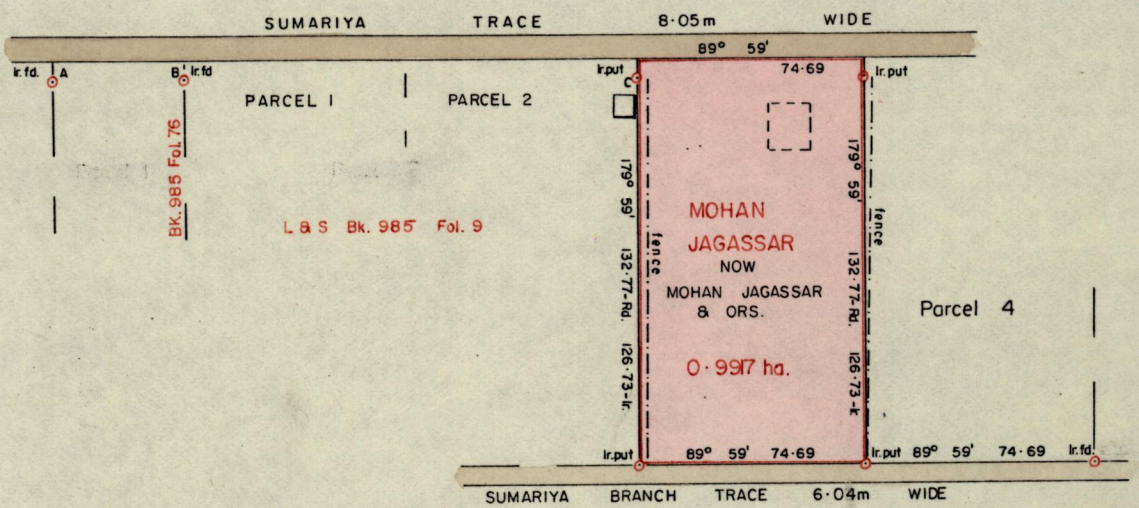 SUMARIYA TRACE 8·05m WIDE
89° 59'
Ir. fd. A
B' Ir.fd
Ir.put
74·69
Ir.put
C
PARCEL 1
PARCEL 2
BK. 985 Fol. 76
L & S Bk. 985 Fol. 9
179° 59' 132·77-Rd. 126·73-Ir.
fence
MOHAN
JAGASSAR
NOW
MOHAN JAGASSAR
& ORS.
0·9917 ha.
179° 59' 132·77-Rd. 126·73-Ir
fence
Parcel 4
Ir.put
89° 59' 74·69
Ir.put
89° 59' 74·69
Ir.fd.
SUMARIYA BRANCH TRACE 6·04m WIDE